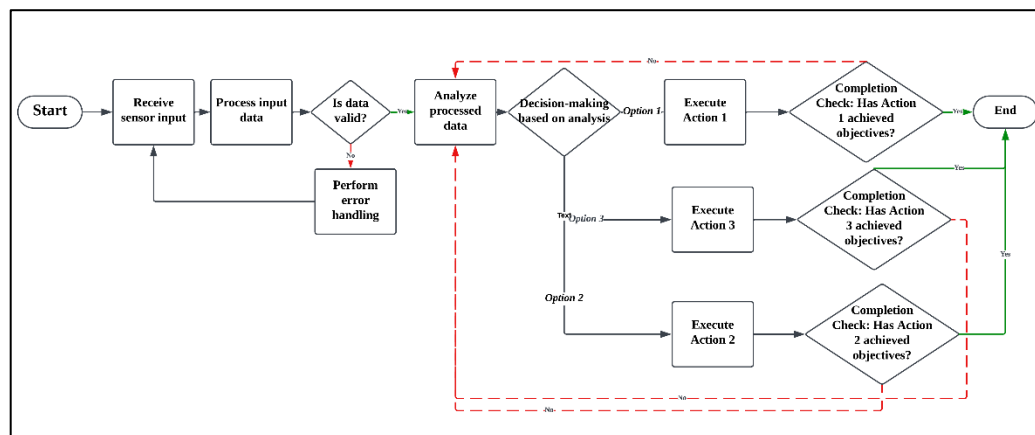 Start
Receive
sensor input
Process input
data
Is data
valid?
Yes
No
Perform
error
handling
Analyze
processed
data
Decision-making
based on analysis
Option 1
Execute
Action 1
Completion
Check: Has Action
1 achieved
objectives?
Yes
End
No
Text
Option 3
Execute
Action 3
Completion
Check: Has Action
3 achieved
objectives?
Yes
No
Option 2
Execute
Action 2
Completion
Check: Has Action
2 achieved
objectives?
Yes
No